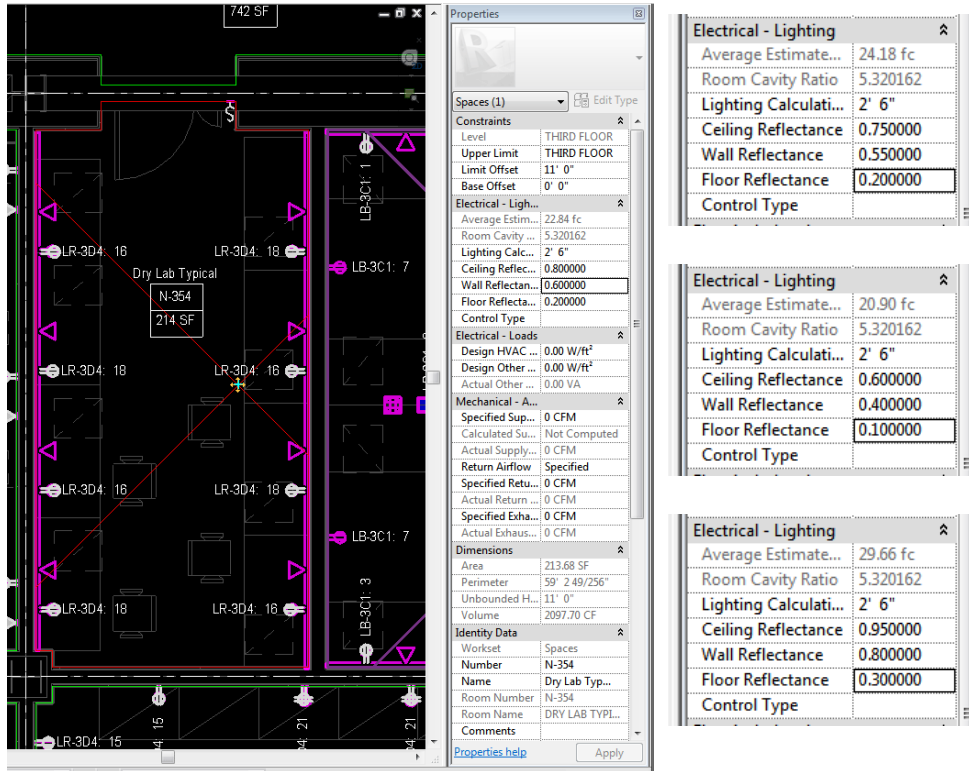 742 SF
LB-3C1: 1
LR-3D4: 16
LR-3D4: 18
LB-3C1: 7
Dry Lab Typical
N-354
214 SF
LR-3D4: 18
LR-3D4: 16
LR-3D4: 16
LR-3D4: 18
LB-3C1: 7
LR-3D4: 18
LR-3D4: 16
LB-3C1: 3
LR-3D4: 15
4: 15
4: 21
21
Properties
Spaces (1)
Edit Type
Constraints
Level THIRD FLOOR
Upper Limit THIRD FLOOR
Limit Offset 11' 0"
Base Offset 0' 0"
Electrical - Ligh...
Average Estim... 22.84 fc
Room Cavity ... 5.320162
Lighting Calc... 2' 6"
Ceiling Reflec... 0.800000
Wall Reflectan... 0.600000
Floor Reflecta... 0.200000
Control Type
Electrical - Loads
Design HVAC ... 0.00 W/ft²
Design Other ... 0.00 W/ft²
Actual Other ... 0.00 VA
Mechanical - A...
Specified Sup... 0 CFM
Calculated Su... Not Computed
Actual Supply... 0 CFM
Return Airflow Specified
Specified Retu... 0 CFM
Actual Return ... 0 CFM
Specified Exha... 0 CFM
Actual Exhaus... 0 CFM
Dimensions
Area 213.68 SF
Perimeter 59' 2 49/256"
Unbounded H... 11' 0"
Volume 2097.70 CF
Identity Data
Workset Spaces
Number N-354
Name Dry Lab Typ...
Room Number N-354
Room Name DRY LAB TYPI...
Comments
Properties help
Apply
Electrical - Lighting
Average Estimate... 24.18 fc
Room Cavity Ratio 5.320162
Lighting Calculati... 2' 6"
Ceiling Reflectance 0.750000
Wall Reflectance 0.550000
Floor Reflectance 0.200000
Control Type
Electrical - Lighting
Average Estimate... 20.90 fc
Room Cavity Ratio 5.320162
Lighting Calculati... 2' 6"
Ceiling Reflectance 0.600000
Wall Reflectance 0.400000
Floor Reflectance 0.100000
Control Type
Electrical - Lighting
Average Estimate... 29.66 fc
Room Cavity Ratio 5.320162
Lighting Calculati... 2' 6"
Ceiling Reflectance 0.950000
Wall Reflectance 0.800000
Floor Reflectance 0.300000
Control Type